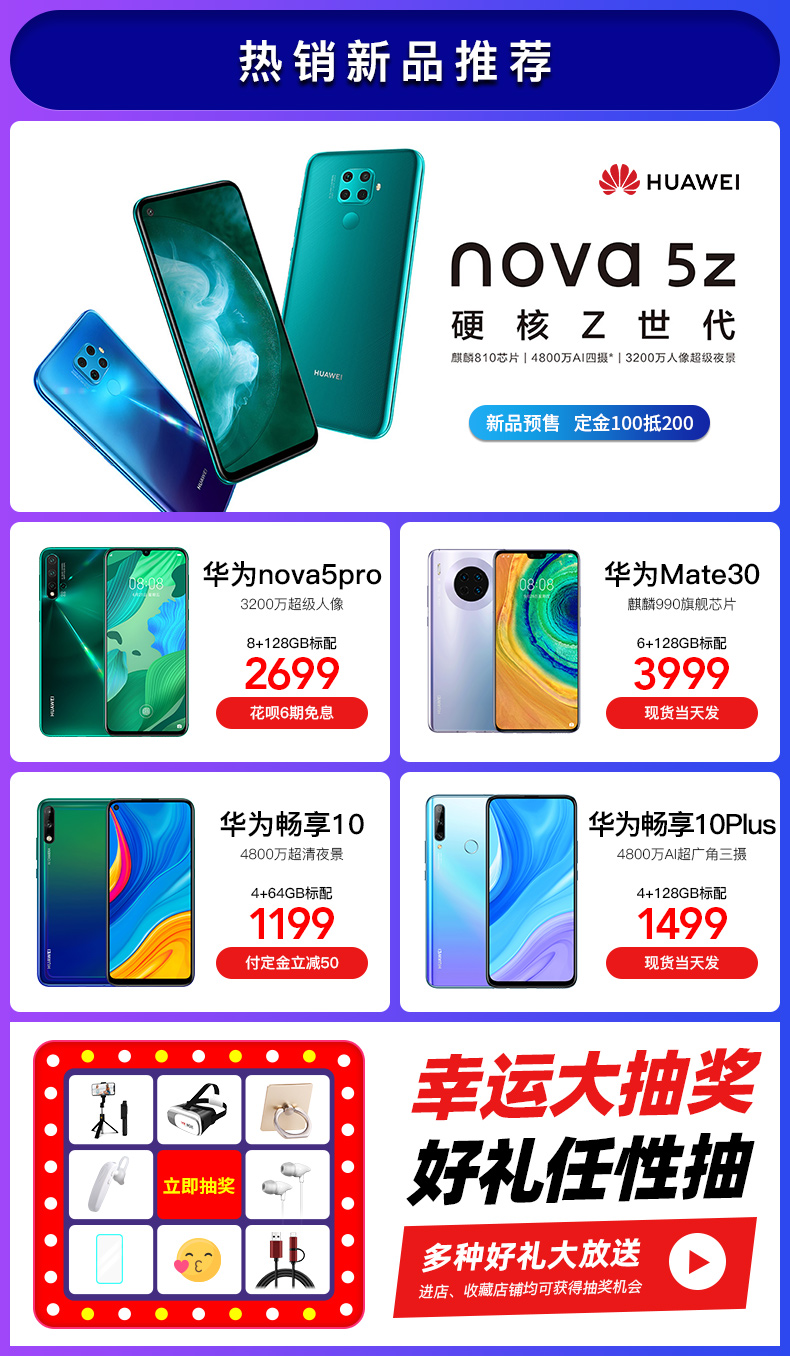 热销新品推荐
HUAWEI
nova 5z
硬核Z世代
麒麟810芯片 | 4800万AI四摄* | 3200万人像超级夜景
新品预售 定金100抵200
HUAWEI
HUAWEI
华为nova5pro
3200万超级人像
8+128GB标配
2699
花呗6期免息
08:08
HUAWEI
华为Mate30
麒麟990旗舰芯片
6+128GB标配
3999
现货当天发
08:08
华为畅享10
4800万超清夜景
4+64GB标配
1199
付定金立减50
HUAWEI
华为畅享10Plus
4800万AI超广角三摄
4+128GB标配
1499
现货当天发
HUAWEI
立即抽奖
幸运大抽奖
好礼任性抽
多种好礼大放送
进店、收藏店铺均可获得抽奖机会